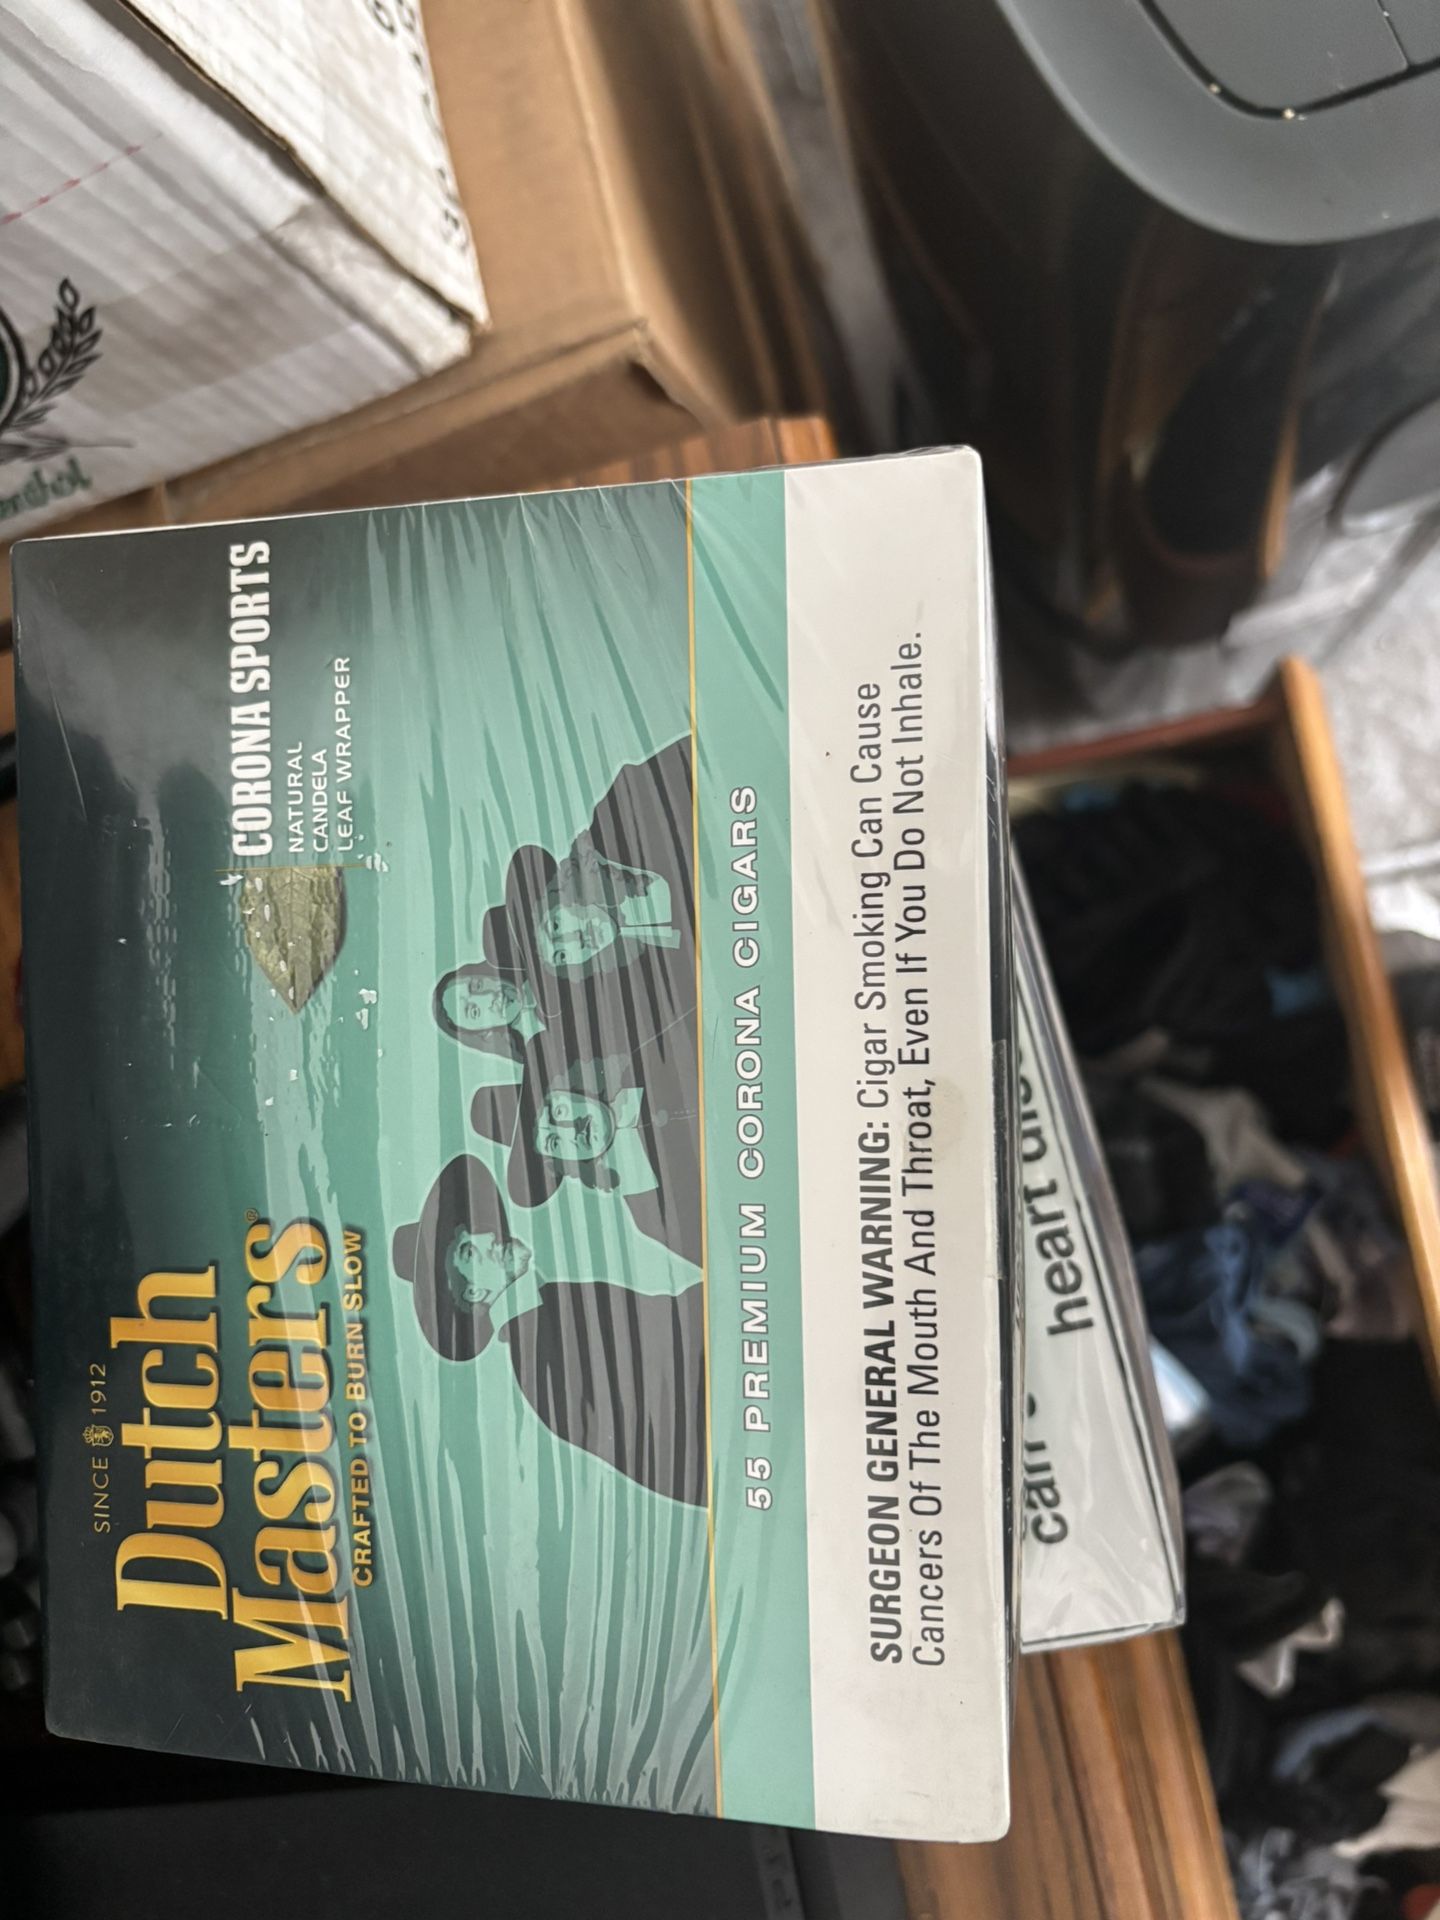 SINCE 1912
Dutch
Masters®
CRAFTED TO BURN SLOW
CORONA SPORTS
NATURAL
CANDELA
LEAF WRAPPER
55 PREMIUM CORONA CIGARS
SURGEON GENERAL WARNING: Cigar Smoking Can Cause
Cancers Of The Mouth And Throat, Even If You Do Not Inhale.
heart